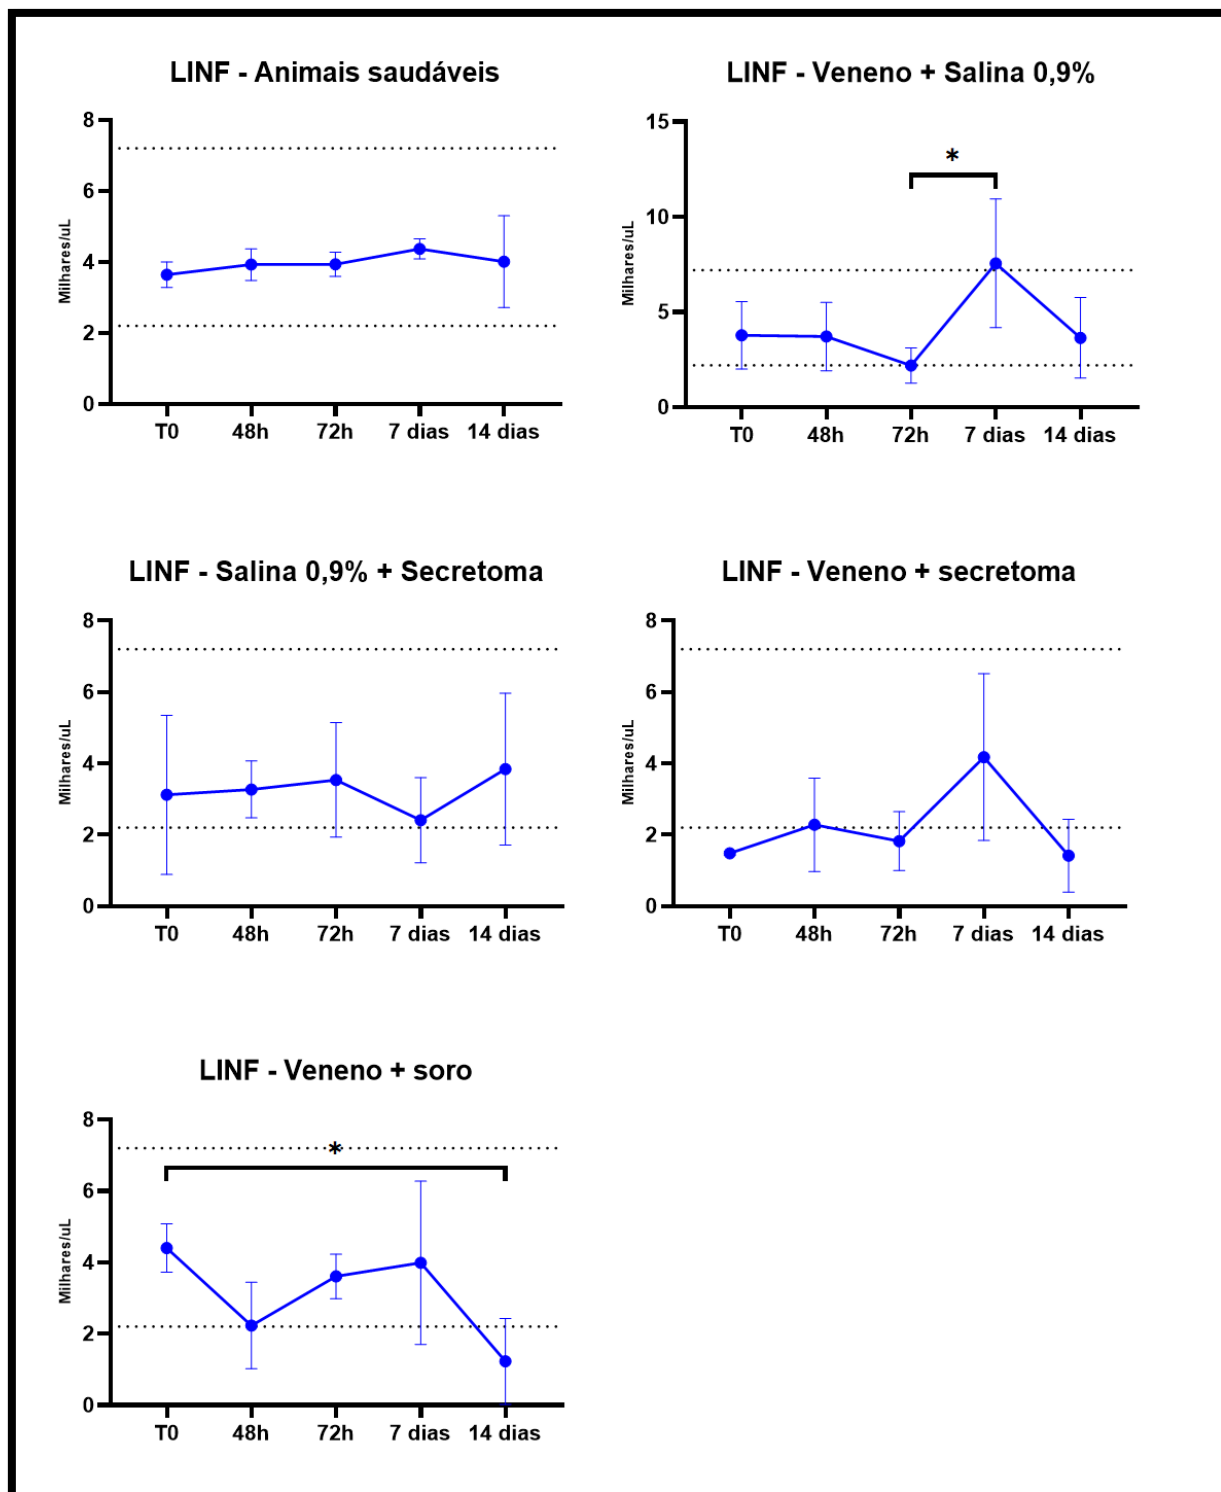 LINF - Animais saudáveis
8
6
4
2
0
Milhares/uL
T0 48h 72h 7 dias 14 dias
LINF - Veneno + Salina 0,9%
15
10
5
0
Milhares/uL
*
T0 48h 72h 7 dias 14 dias
LINF - Salina 0,9% + Secretoma
8
6
4
2
0
Milhares/uL
T0 48h 72h 7 dias 14 dias
LINF - Veneno + secretoma
8
6
4
2
0
Milhares/uL
T0 48h 72h 7 dias 14 dias
LINF - Veneno + soro
8
6
4
2
0
Milhares/uL
*
T0 48h 72h 7 dias 14 dias